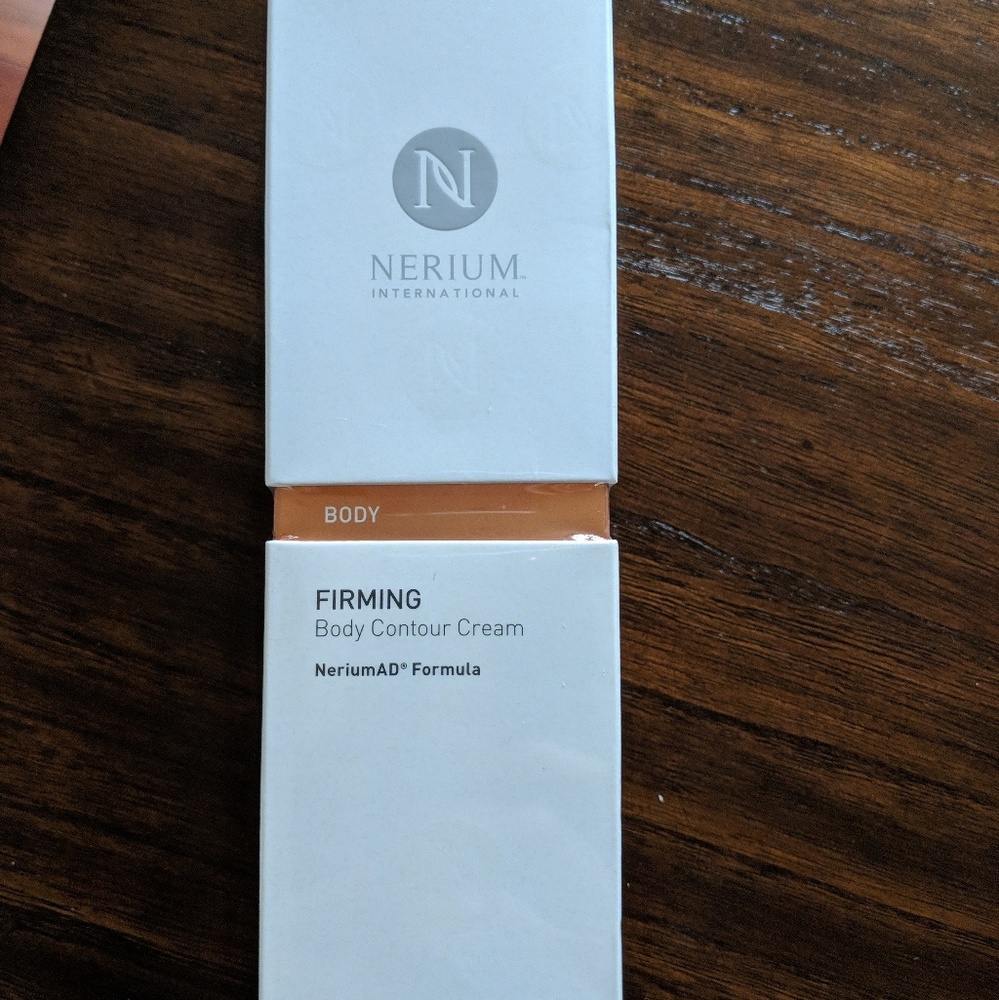 N
NERIUM™
INTERNATIONAL
N
BODY
FIRMING
Body Contour Cream
NeriumAD® Formula